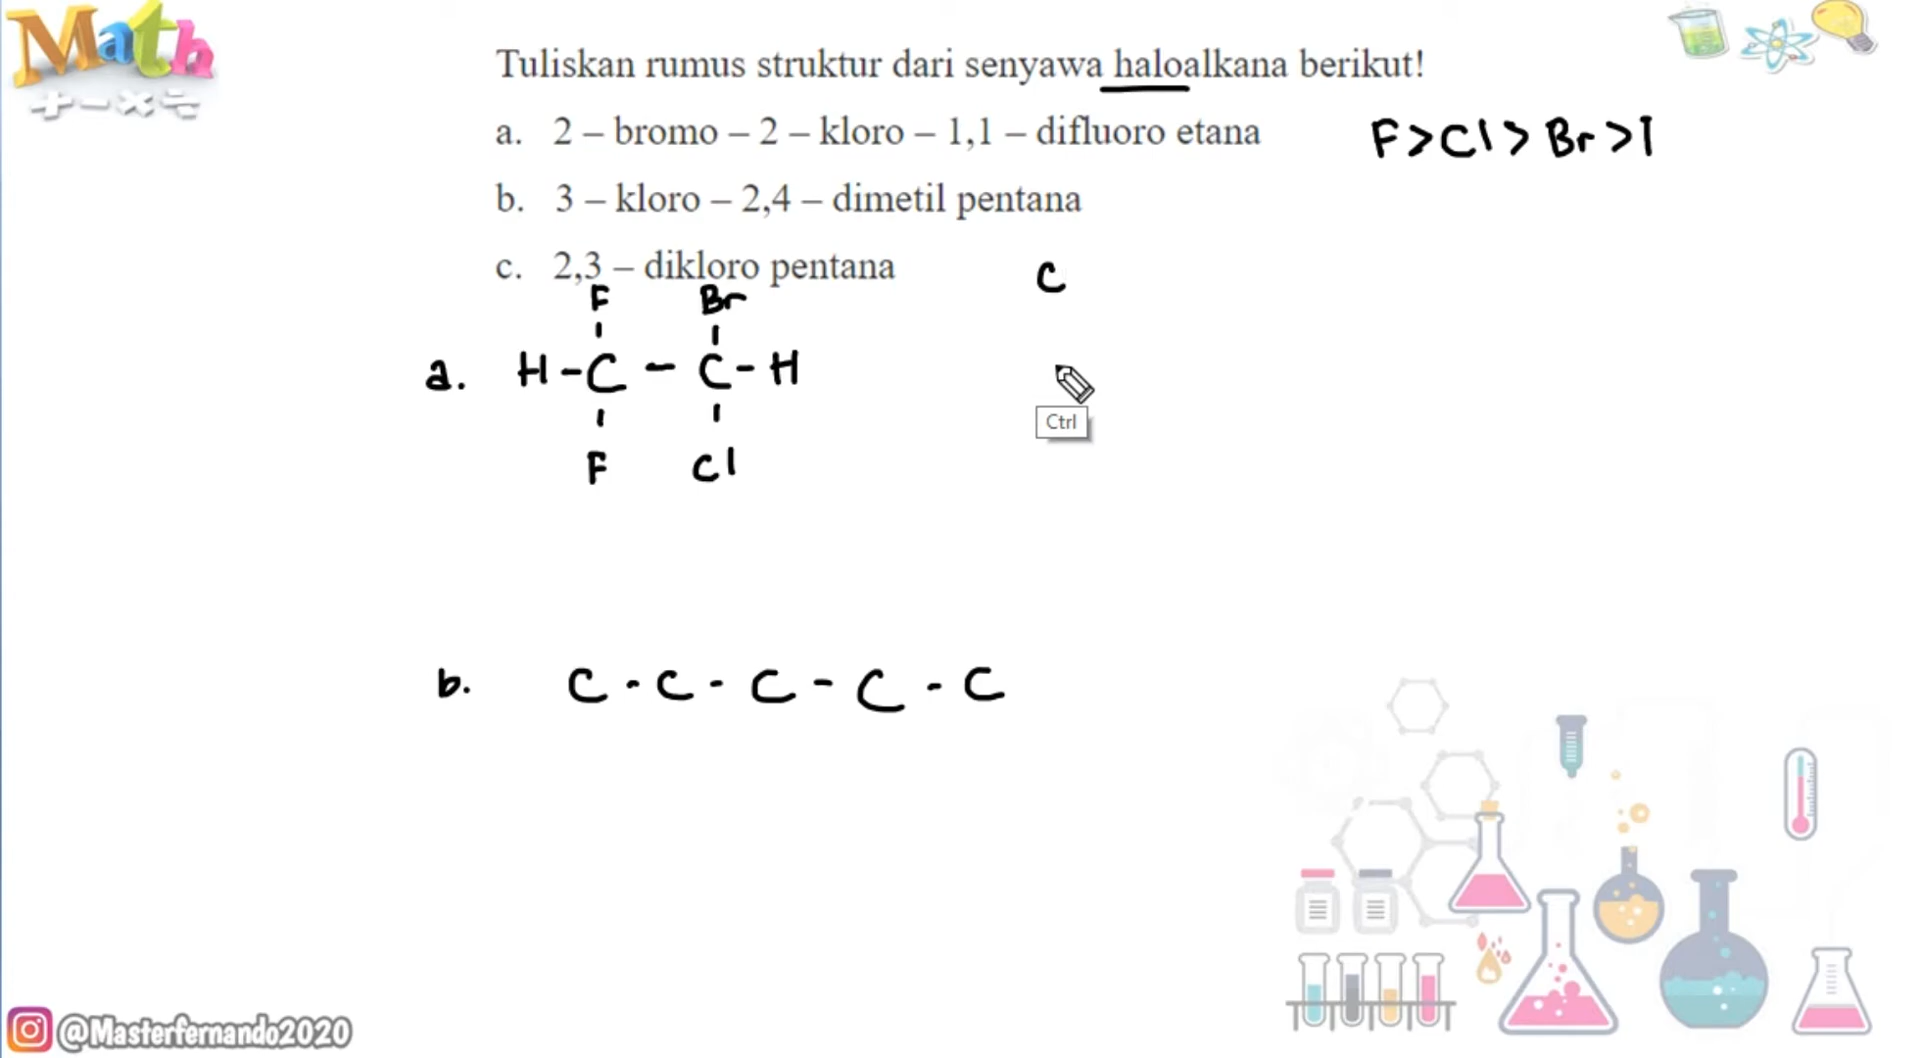 Math
+ - × ÷
Tuliskan rumus struktur dari senyawa haloalkana berikut!
a. 2 – bromo – 2 – kloro – 1,1 – difluoro etana
F > Cl > Br > I
b. 3 – kloro – 2,4 – dimetil pentana
c. 2,3 – dikloro pentana
C
F Br
a. H - C - C - H
F Cl
Ctrl
b. C - C - C - C - C
@Masterfernando2020